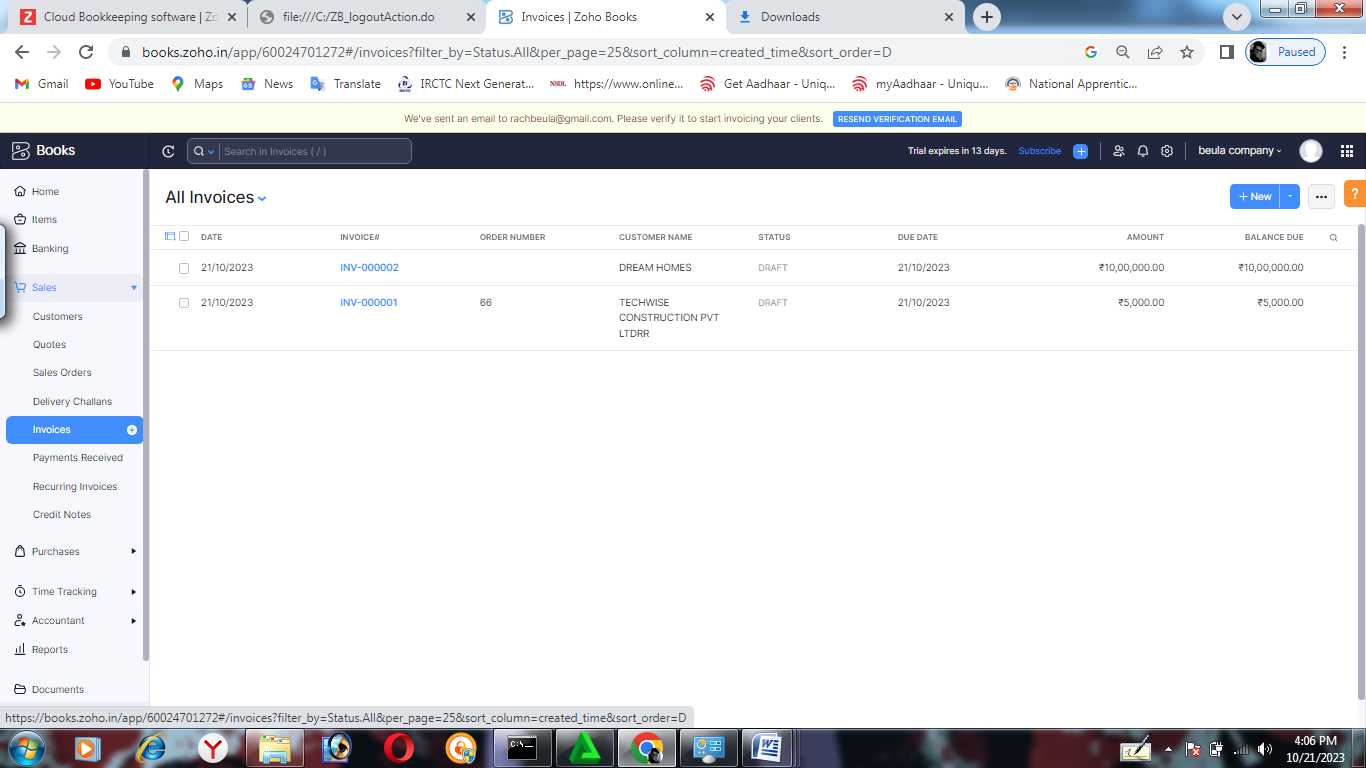 Cloud Bookkeeping software | Zo
file:///C:/ZB_logoutAction.do
Invoices | Zoho Books
Downloads
books.zoho.in/app/60024701272#/invoices?filter_by=Status.All&per_page=25&sort_column=created_time&sort_order=D
Paused
Gmail
YouTube
Maps
News
Translate
IRCTC Next Generat...
NSDL https://www.online...
Get Aadhaar - Uniq...
myAadhaar - Uniqu...
National Apprentic...
We've sent an email to rachbeula@gmail.com. Please verify it to start invoicing your clients. RESEND VERIFICATION EMAIL
Books
Search in Invoices ( / )
Trial expires in 13 days. Subscribe
beula company
Home
Items
Banking
Sales
Customers
Quotes
Sales Orders
Delivery Challans
Invoices
Payments Received
Recurring Invoices
Credit Notes
Purchases
Time Tracking
Accountant
Reports
Documents
All Invoices
+ New
?
DATE INVOICE# ORDER NUMBER CUSTOMER NAME STATUS DUE DATE AMOUNT BALANCE DUE
21/10/2023 INV-000002 DREAM HOMES DRAFT 21/10/2023 ₹10,00,000.00 ₹10,00,000.00
21/10/2023 INV-000001 66 TECHWISE DRAFT 21/10/2023 ₹5,000.00 ₹5,000.00
CONSTRUCTION PVT
LTDRR
https://books.zoho.in/app/60024701272#/invoices?filter_by=Status.All&per_page=25&sort_column=created_time&sort_order=D
4:06 PM
10/21/2023